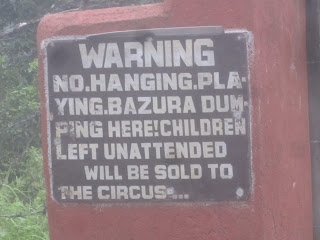 WARNING
NO.HANGING.PLA-
YING.BAZURA DUM-
PING HERE!CHILDREN
LEFT UNATTENDED
WILL BE SOLD TO
THE CIRCUS....